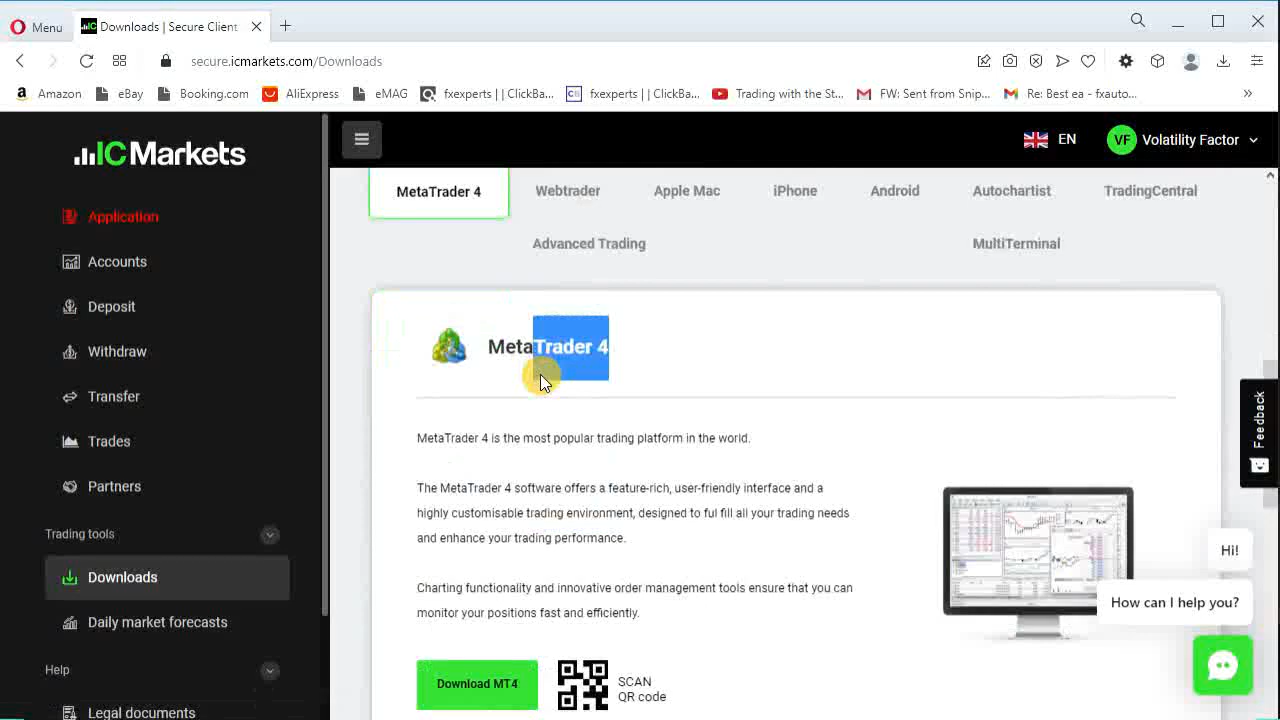 Menu
Downloads | Secure Client
secure.icmarkets.com/Downloads
Amazon
eBay
Booking.com
AliExpress
eMAG
fxexperts | | ClickBa...
fxexperts | | ClickBa...
Trading with the St...
FW: Sent from Snip...
Re: Best ea - fxauto...
IC Markets
EN
VF
Volatility Factor
Application
Accounts
Deposit
Withdraw
Transfer
Trades
Partners
Trading tools
Downloads
Daily market forecasts
Help
Legal documents
MetaTrader 4
Webtrader
Apple Mac
iPhone
Android
Autochartist
TradingCentral
Advanced Trading
MultiTerminal
MetaTrader 4
MetaTrader 4 is the most popular trading platform in the world.
The MetaTrader 4 software offers a feature-rich, user-friendly interface and a
highly customisable trading environment, designed to ful fill all your trading needs
and enhance your trading performance.
Charting functionality and innovative order management tools ensure that you can
monitor your positions fast and efficiently.
Download MT4
SCAN
QR code
Feedback
Hi!
How can I help you?